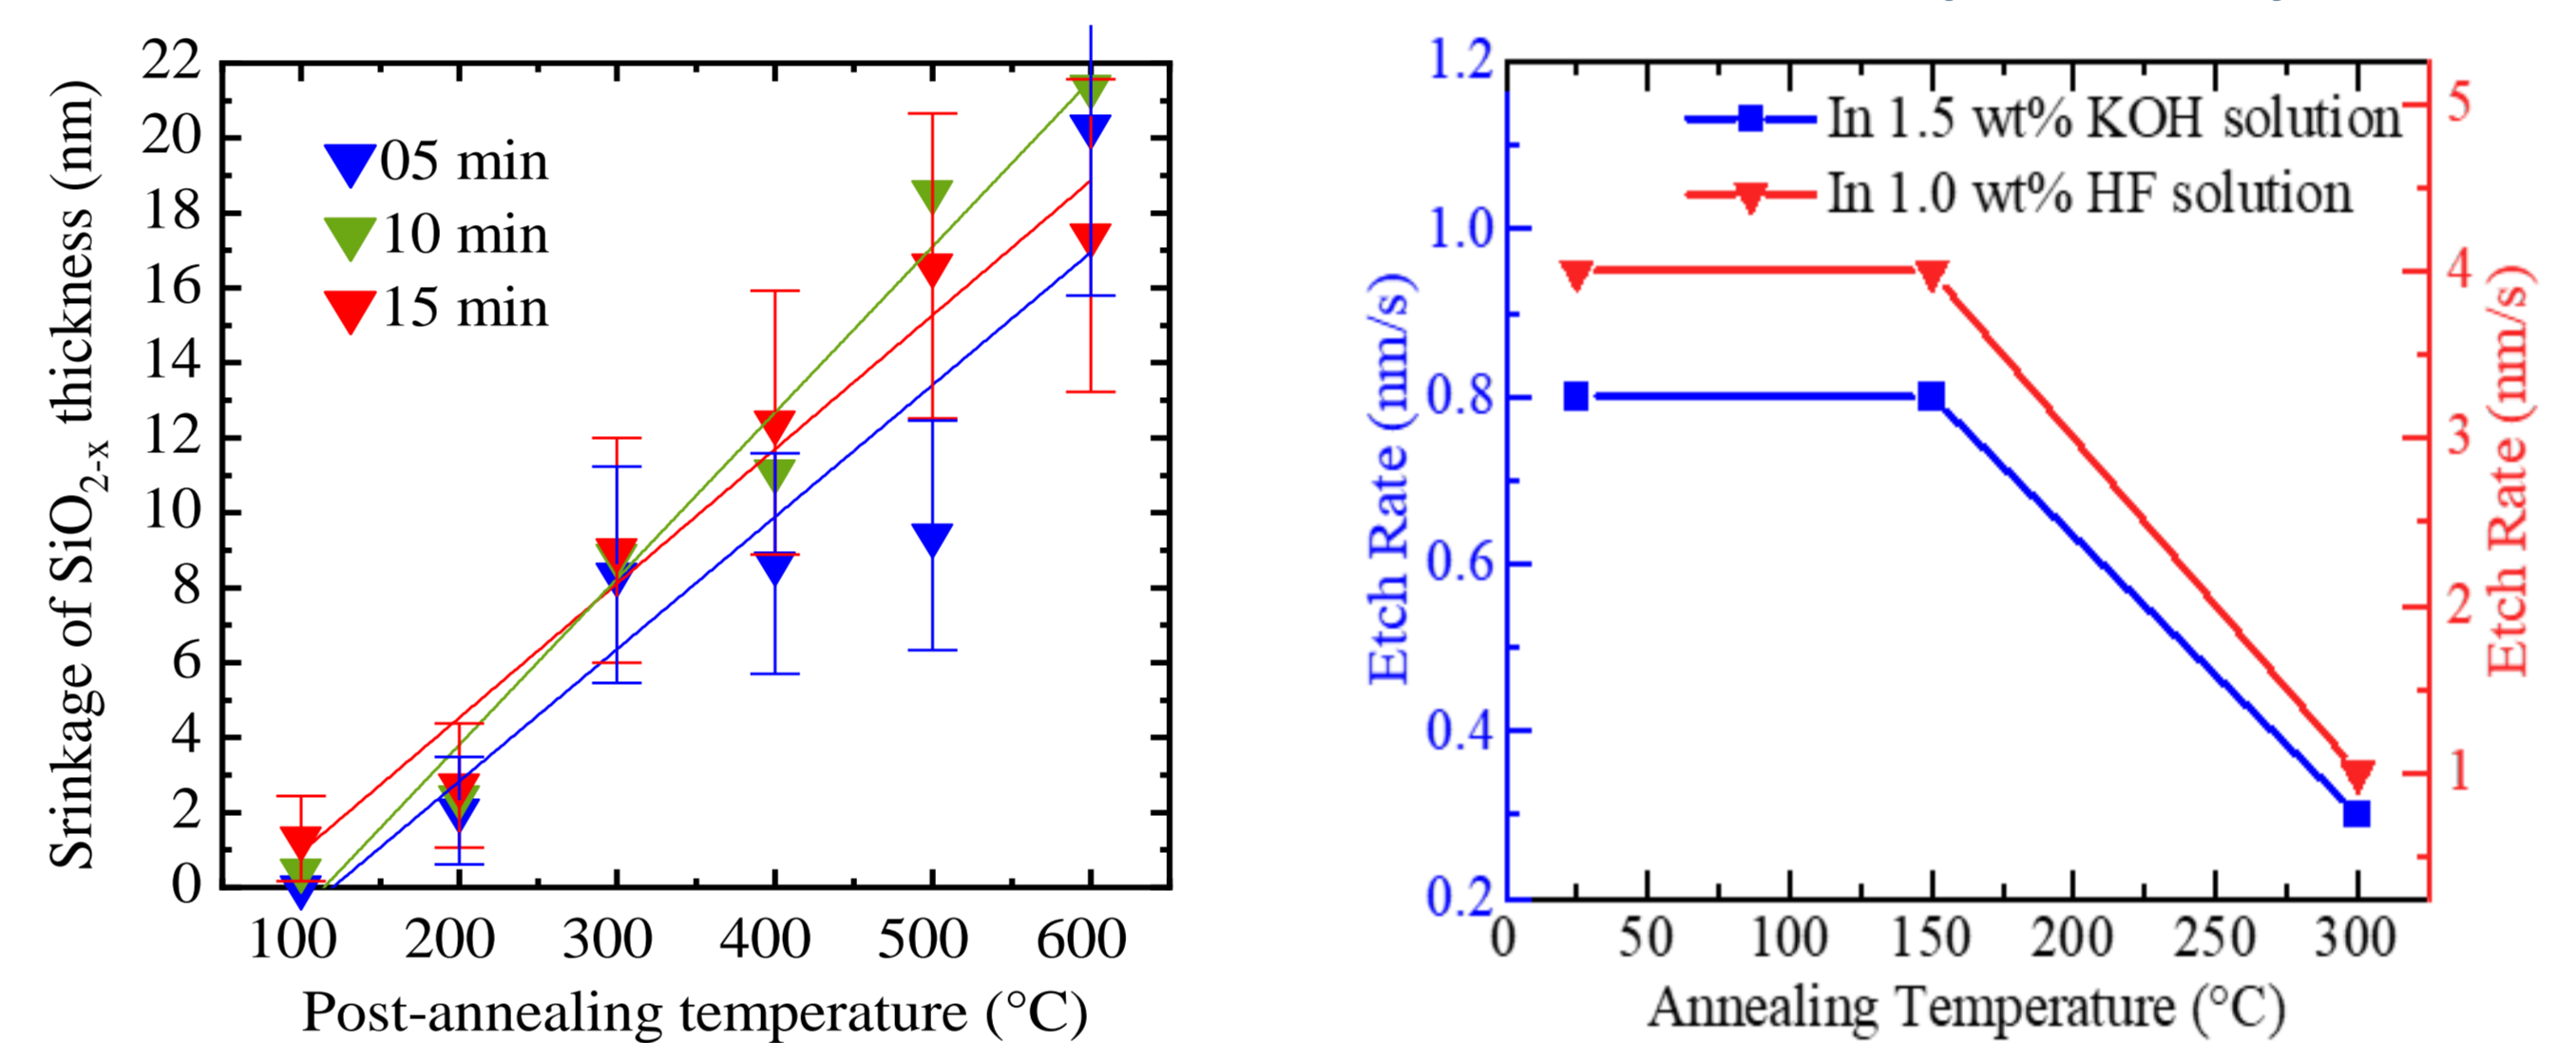 Srinkage of SiO2-x thickness (nm)
22
20
18
16
14
12
10
8
6
4
2
0
05 min
10 min
15 min
100 200 300 400 500 600
Post-annealing temperature (°C)
Etch Rate (nm/s)
1.2
1.0
0.8
0.6
0.4
0.2
In 1.5 wt% KOH solution
In 1.0 wt% HF solution
5
4
3
2
1
Etch Rate (nm/s)
0 50 100 150 200 250 300
Annealing Temperature (°C)